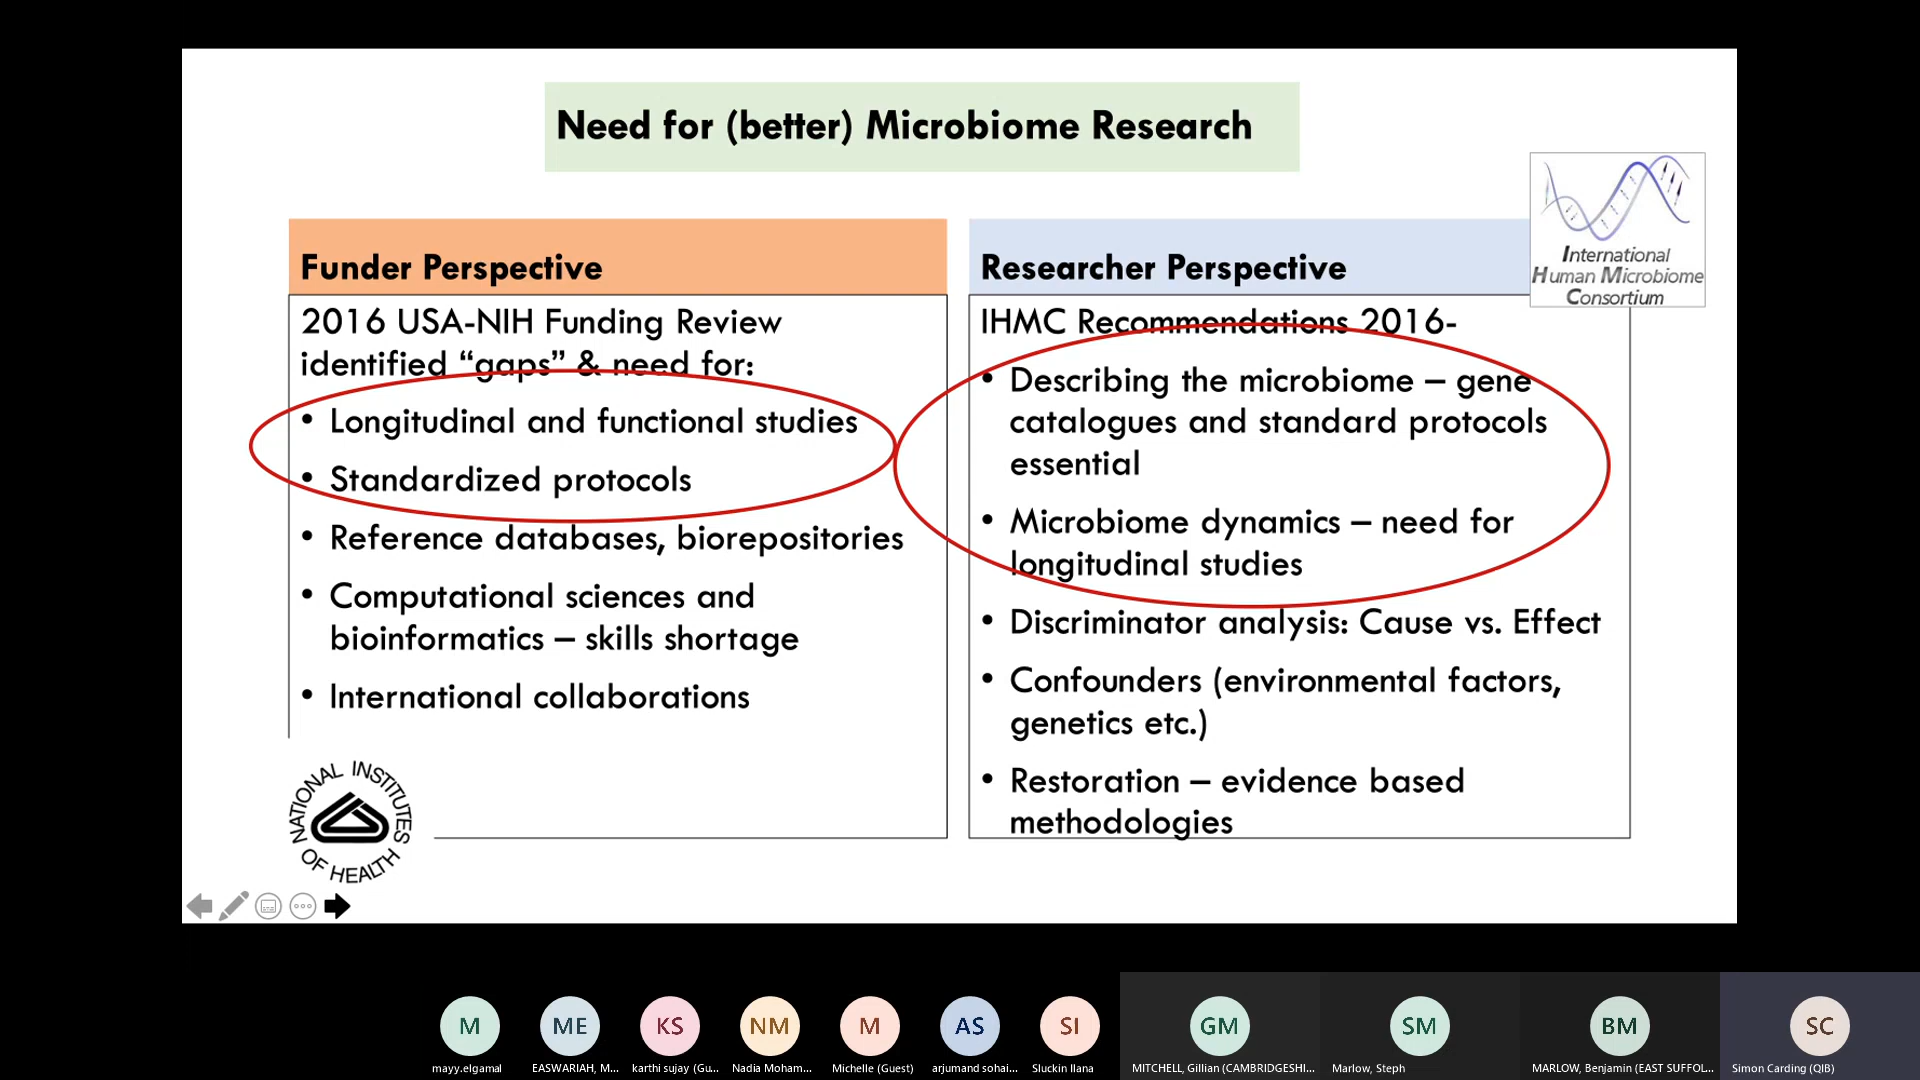 Need for (better) Microbiome Research
International
Human Microbiome
Consortium
Funder Perspective
2016 USA-NIH Funding Review
identified “gaps” & need for:
• Longitudinal and functional studies
• Standardized protocols
• Reference databases, biorepositories
• Computational sciences and
bioinformatics – skills shortage
• International collaborations
NATIONAL INSTITUTES
OF HEALTH
Researcher Perspective
IHMC Recommendations 2016-
• Describing the microbiome – gene
catalogues and standard protocols
essential
• Microbiome dynamics – need for
longitudinal studies
• Discriminator analysis: Cause vs. Effect
• Confounders (environmental factors,
genetics etc.)
• Restoration – evidence based
methodologies
M
ME
KS
NM
M
AS
SI
GM
SM
BM
SC
mayy.elgamal
EASWARIAH, M...
karthi sujay (Gu...
Nadia Moham...
Michelle (Guest)
arjumand sohai...
Sluckin Ilana
MITCHELL, Gillian (CAMBRIDGESHI...
Marlow, Steph
MARLOW, Benjamin (EAST SUFFOL...
Simon Carding (QIB)